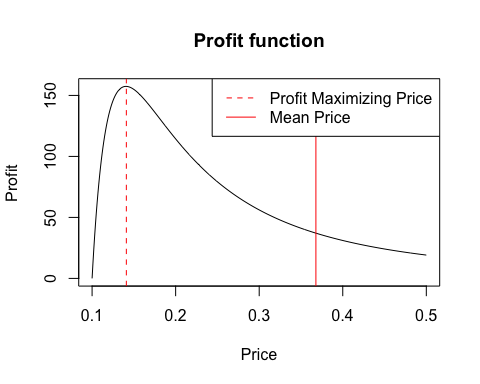 Profit function
Profit Maximizing Price
Mean Price
150
100
50
0
Profit
0.1 0.2 0.3 0.4 0.5
Price